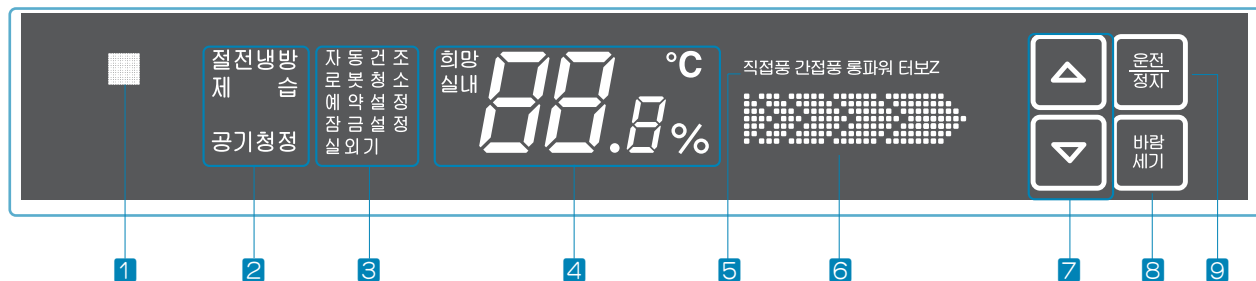 절전냉방
제 습
공기청정
자동건조
로봇청소
예약설정
잠금설정
실외기
희망
실내
88.8
°C
%
직접풍 간접풍 롱파워 터보Z
운전
정지
바람
세기
1 2 3 4 5 6 7 8 9